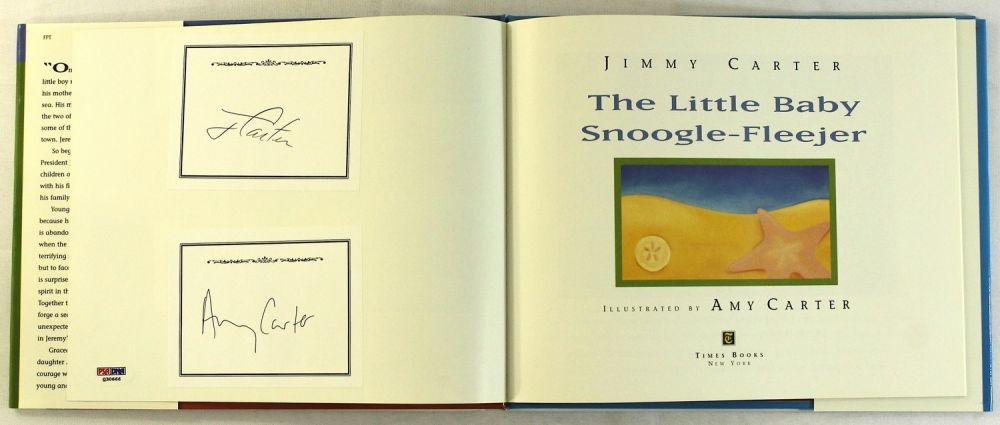 FPT
"On
little boy
his mothe
sea. His m
the two of
some of th
town. Jere
So beg
President
children o
with his fi
his family
Young
because h
is abando
when the
terrifying
but to face
is surprise
spirit in th
Together t
forge a se
unexpecte
in Jeremy'
Graced
daughter
courage w
young and
J Carter
Amy Carter
PSA DNA
Q30666
JIMMY CARTER
The Little Baby
Snoogle-Fleejer
ILLUSTRATED BY AMY CARTER
T
TIMES BOOKS
NEW YORK